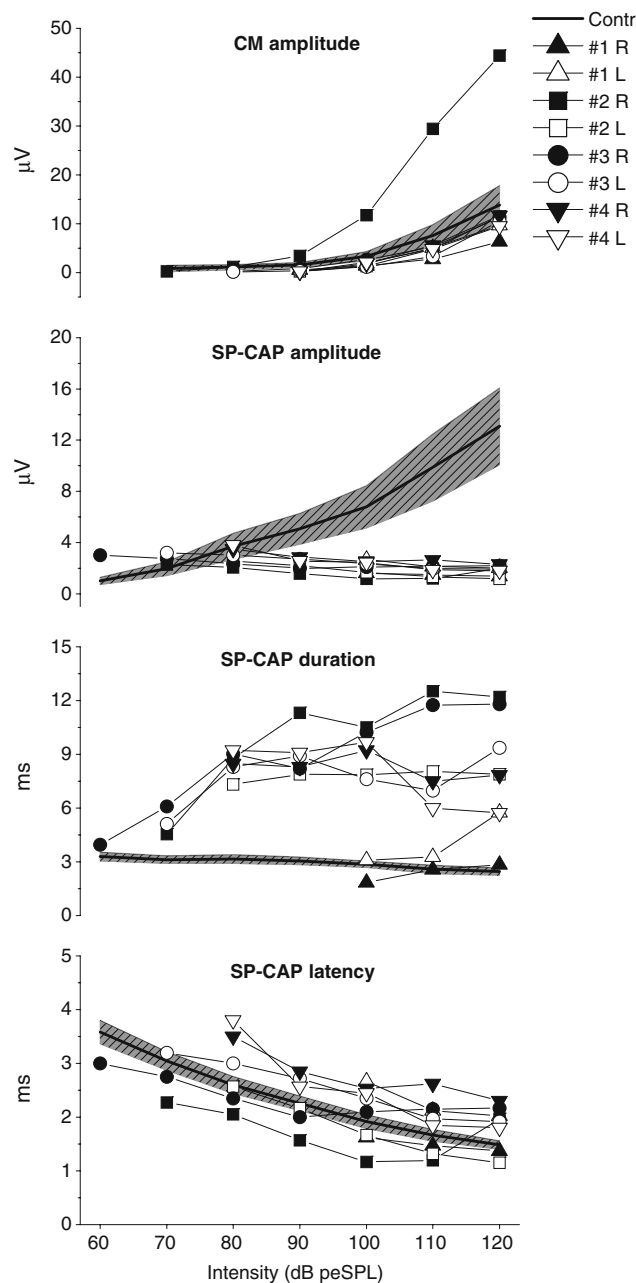 CM amplitude
50
40
30
20
10
0
μV
Contr
#1 R
#1 L
#2 R
#2 L
#3 R
#3 L
#4 R
#4 L
SP-CAP amplitude
20
16
12
8
4
0
μV
SP-CAP duration
15
12
9
6
3
0
ms
SP-CAP latency
5
4
3
2
1
0
ms
60 70 80 90 100 110 120
Intensity (dB peSPL)